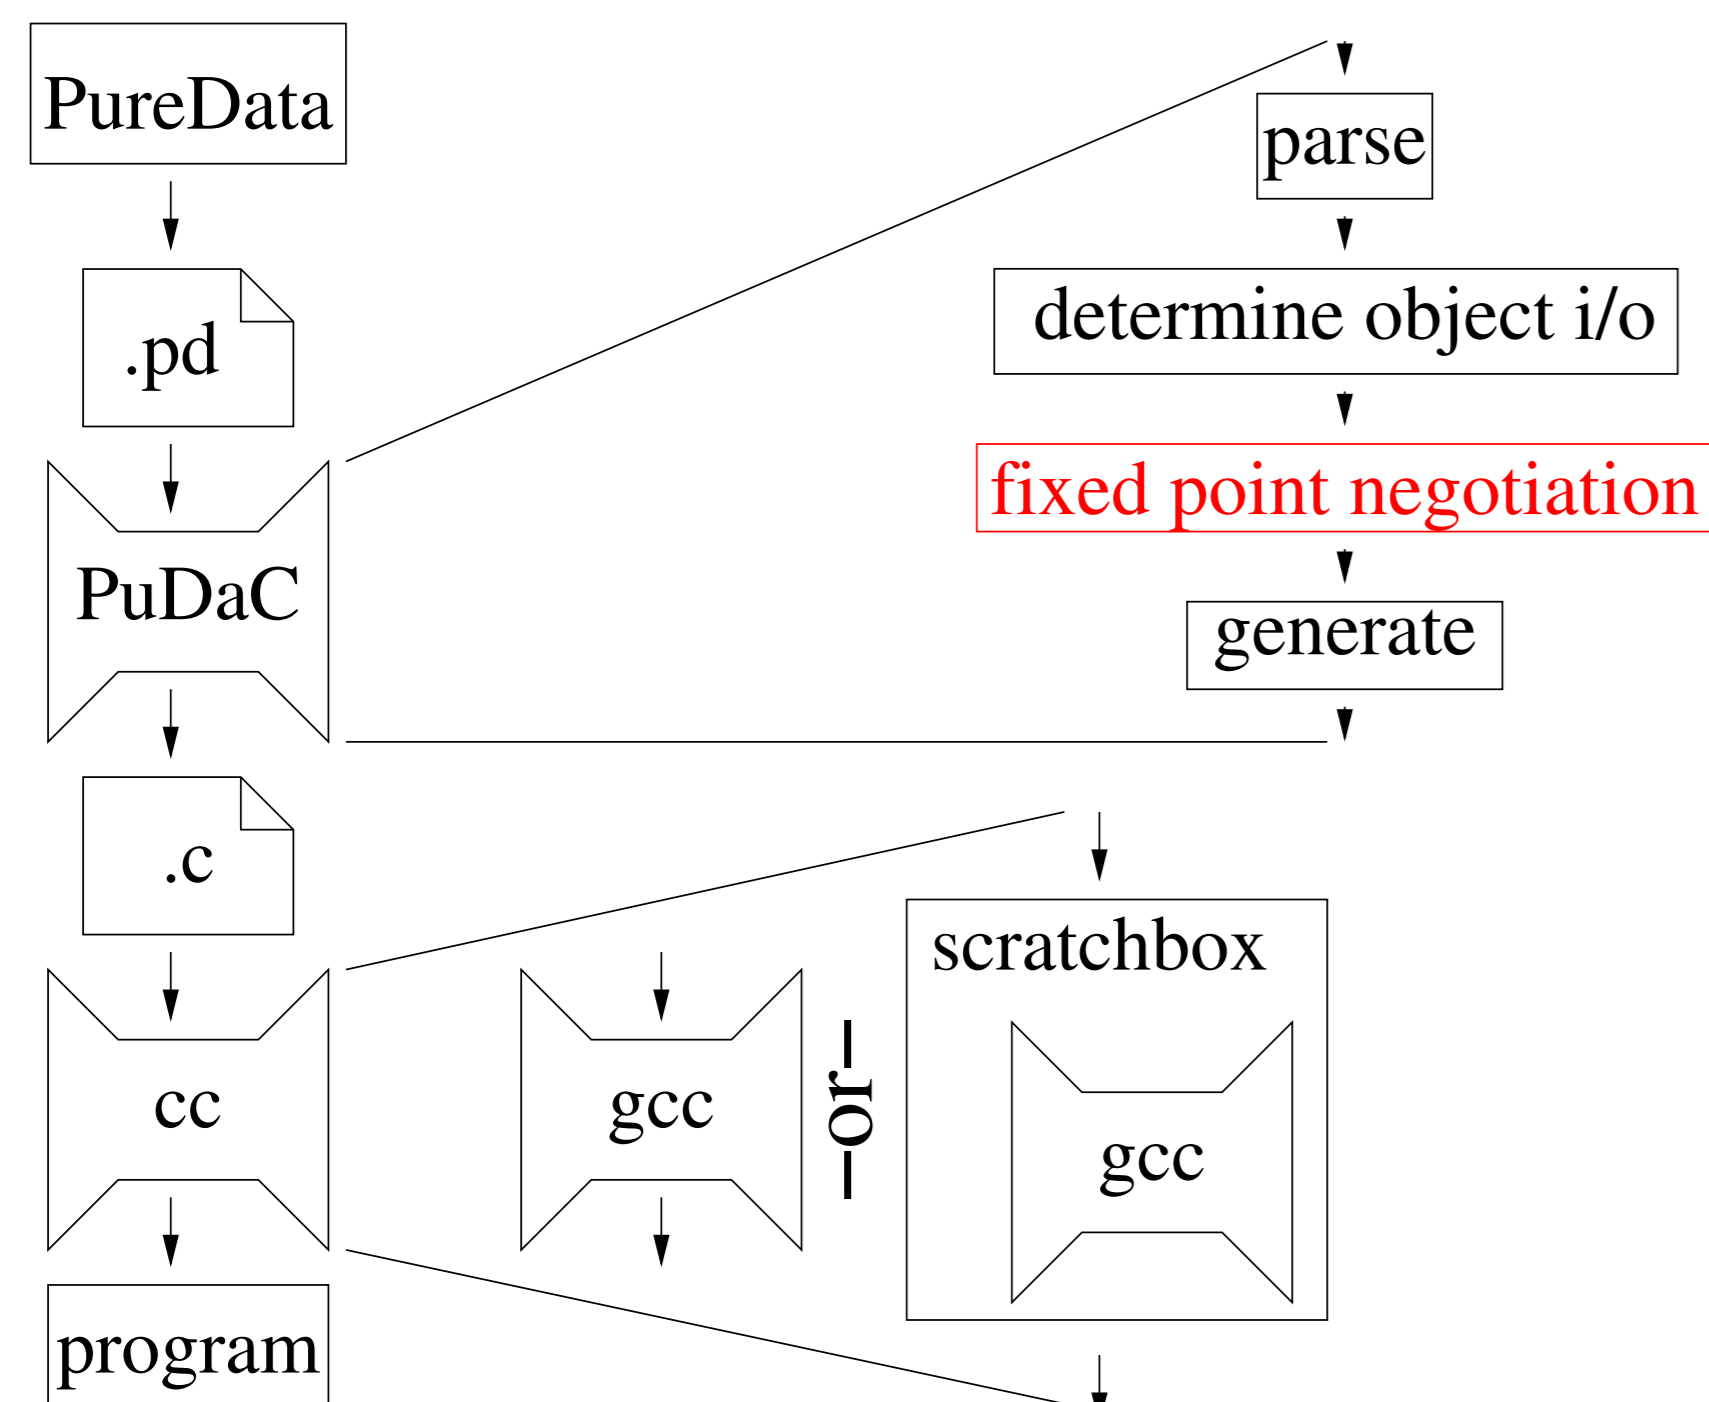 PureData
.pd
PuDaC
.c
cc
program
parse
determine object i/o
fixed point negotiation
generate
gcc
–or–
scratchbox
gcc